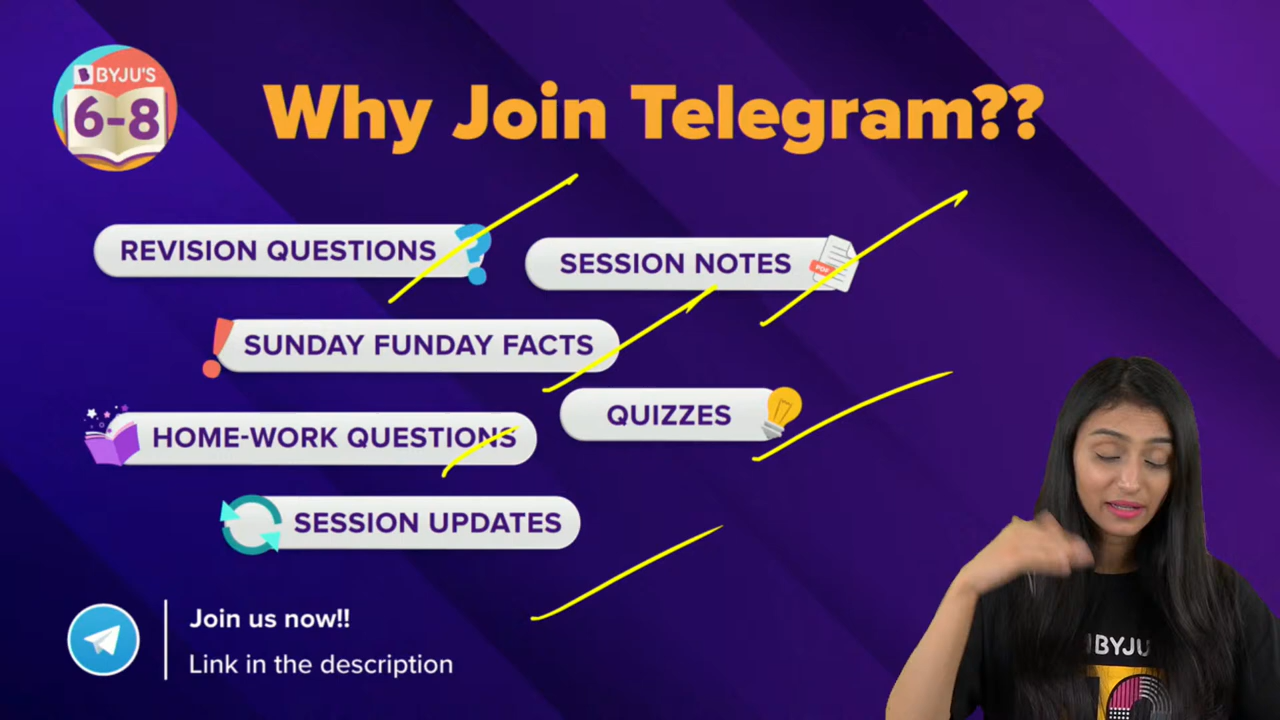 BYJU'S
6-8
Why Join Telegram??
REVISION QUESTIONS
SESSION NOTES
PDF
SUNDAY FUNDAY FACTS
QUIZZES
HOME-WORK QUESTIONS
SESSION UPDATES
Join us now!!
Link in the description
BYJU